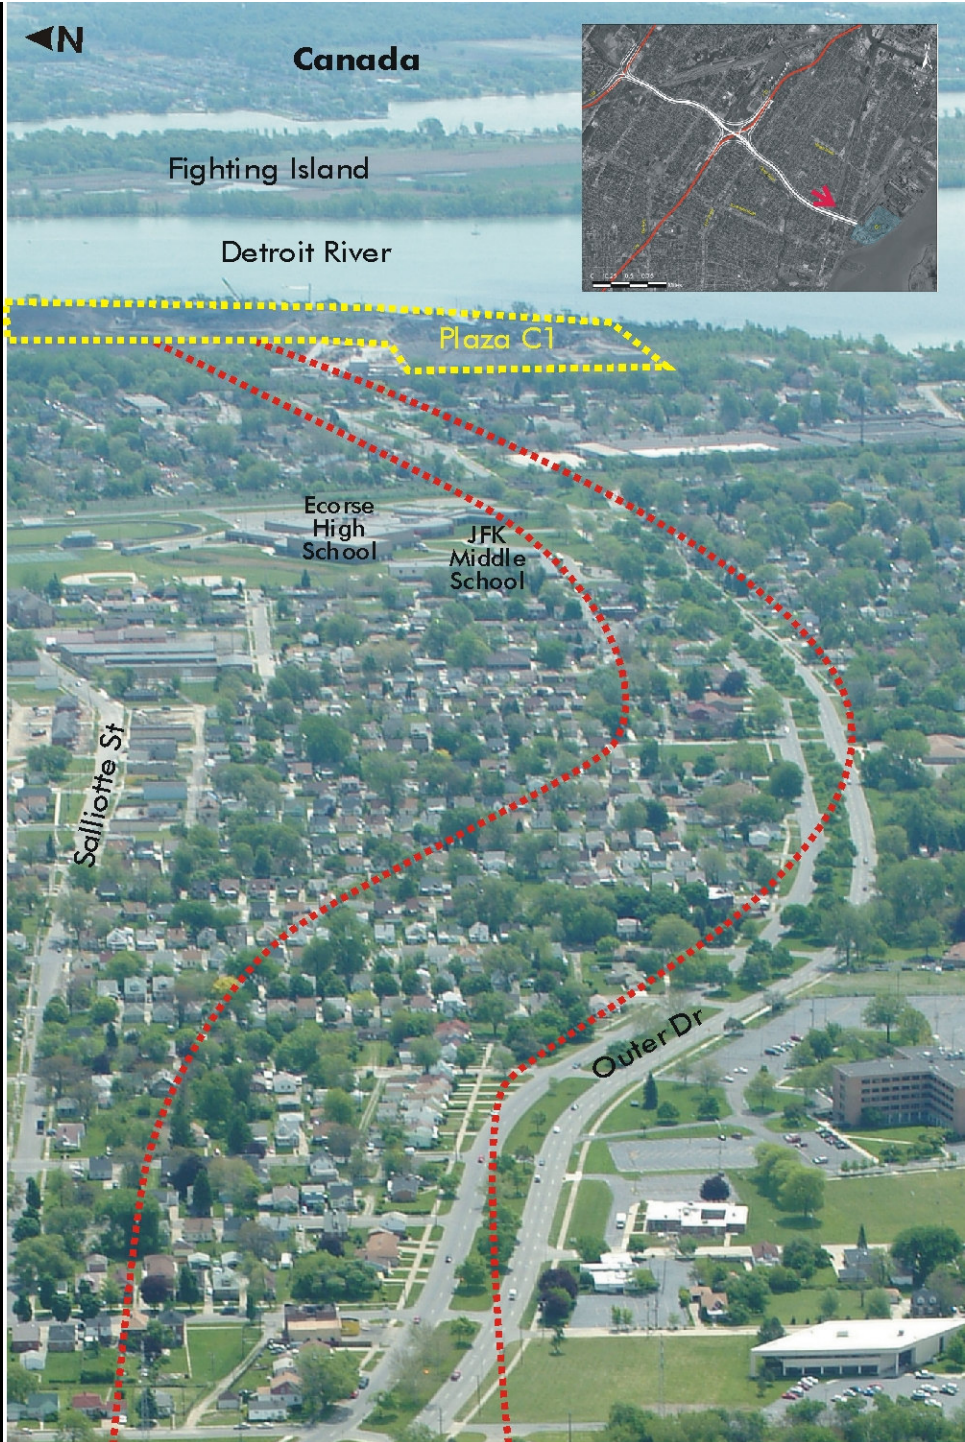 N
Canada
Fighting Island
Detroit River
Plaza C1
Ecorse
High
School
JFK
Middle
School
Salliotte St
Outer Dr